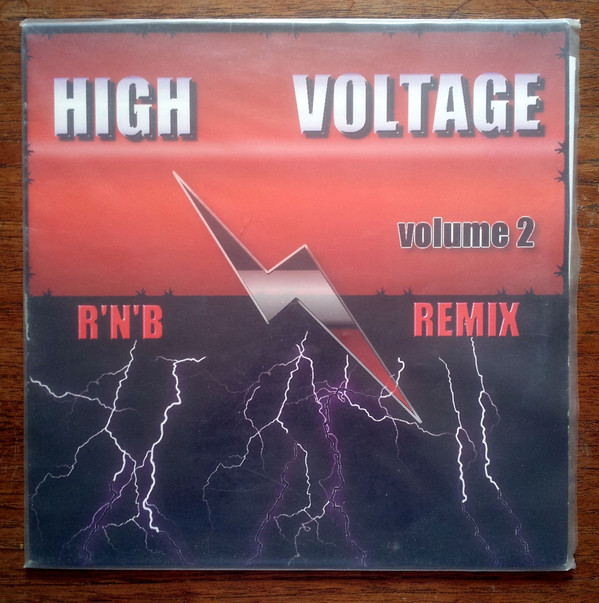 HIGH VOLTAGE
volume 2
R'N'B REMIX